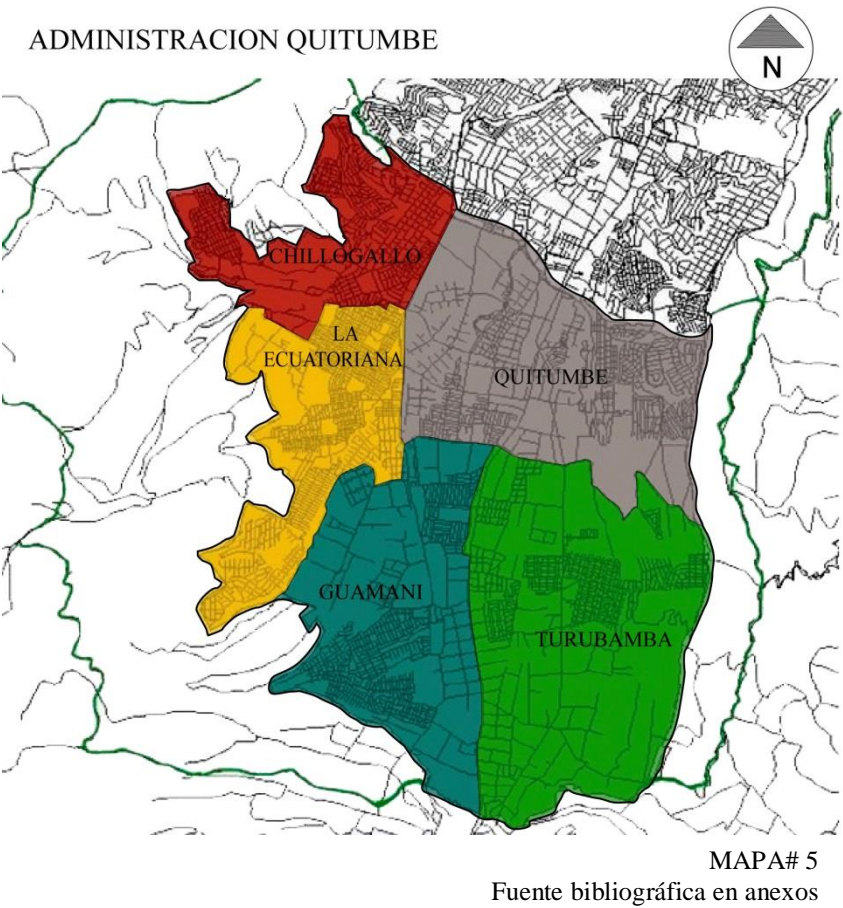 ADMINISTRACION QUITUMBE
N
CHILLOGALLO
LA
ECUATORIANA
QUITUMBE
GUAMANI
TURUBAMBA
MAPA# 5
Fuente bibliográfica en anexos